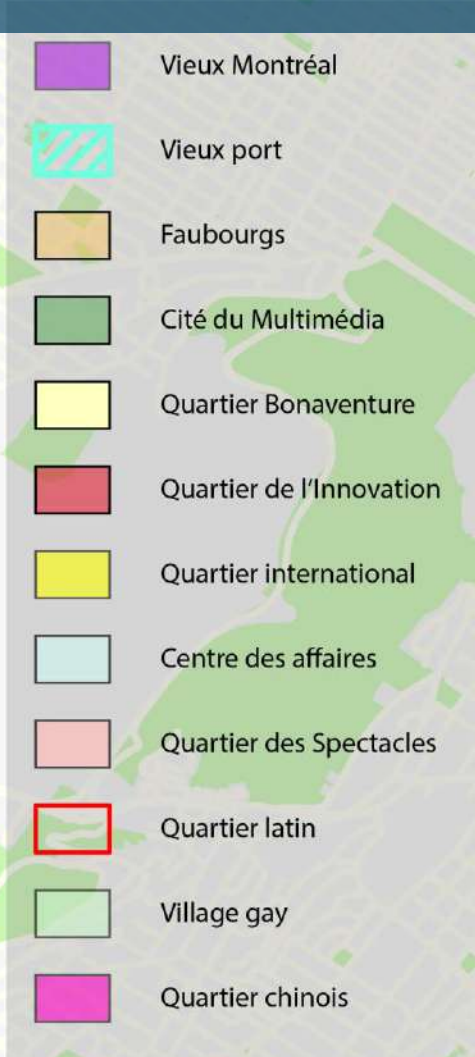 Vieux Montréal
Vieux port
Faubourgs
Cité du Multimédia
Quartier Bonaventure
Quartier de l'Innovation
Quartier international
Centre des affaires
Quartier des Spectacles
Quartier latin
Village gay
Quartier chinois